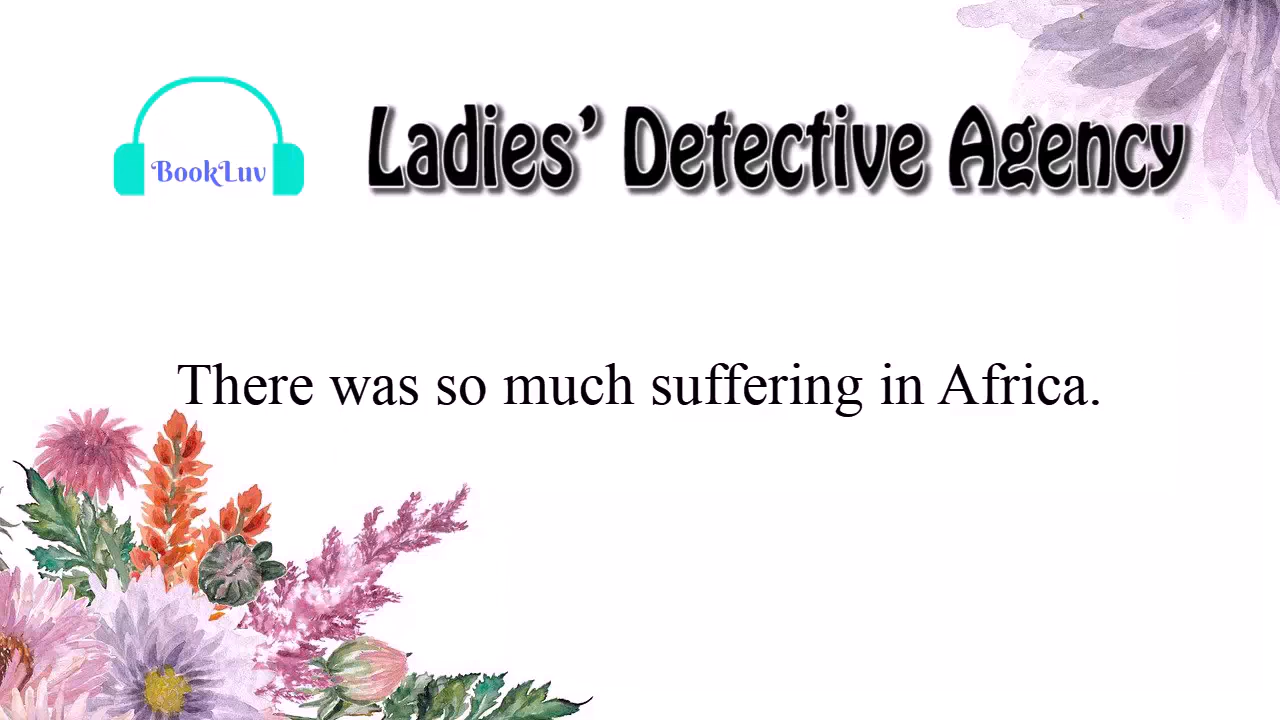 BookLuv
Ladies’ Detective Agency
There was so much suffering in Africa.